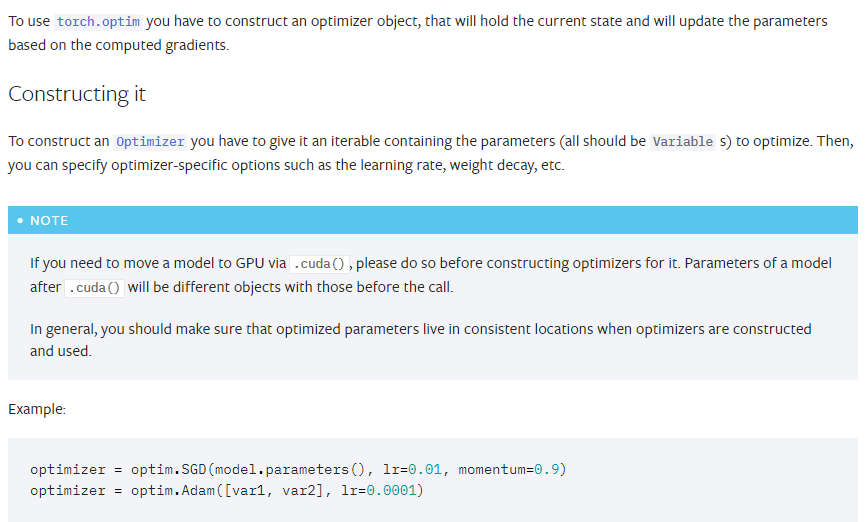 To use torch.optim you have to construct an optimizer object, that will hold the current state and will update the parameters
based on the computed gradients.
Constructing it
To construct an Optimizer you have to give it an iterable containing the parameters (all should be Variable s) to optimize. Then,
you can specify optimizer-specific options such as the learning rate, weight decay, etc.
• NOTE
If you need to move a model to GPU via .cuda() , please do so before constructing optimizers for it. Parameters of a model
after .cuda() will be different objects with those before the call.
In general, you should make sure that optimized parameters live in consistent locations when optimizers are constructed
and used.
Example:
optimizer = optim.SGD(model.parameters(), lr=0.01, momentum=0.9)
optimizer = optim.Adam([var1, var2], lr=0.0001)